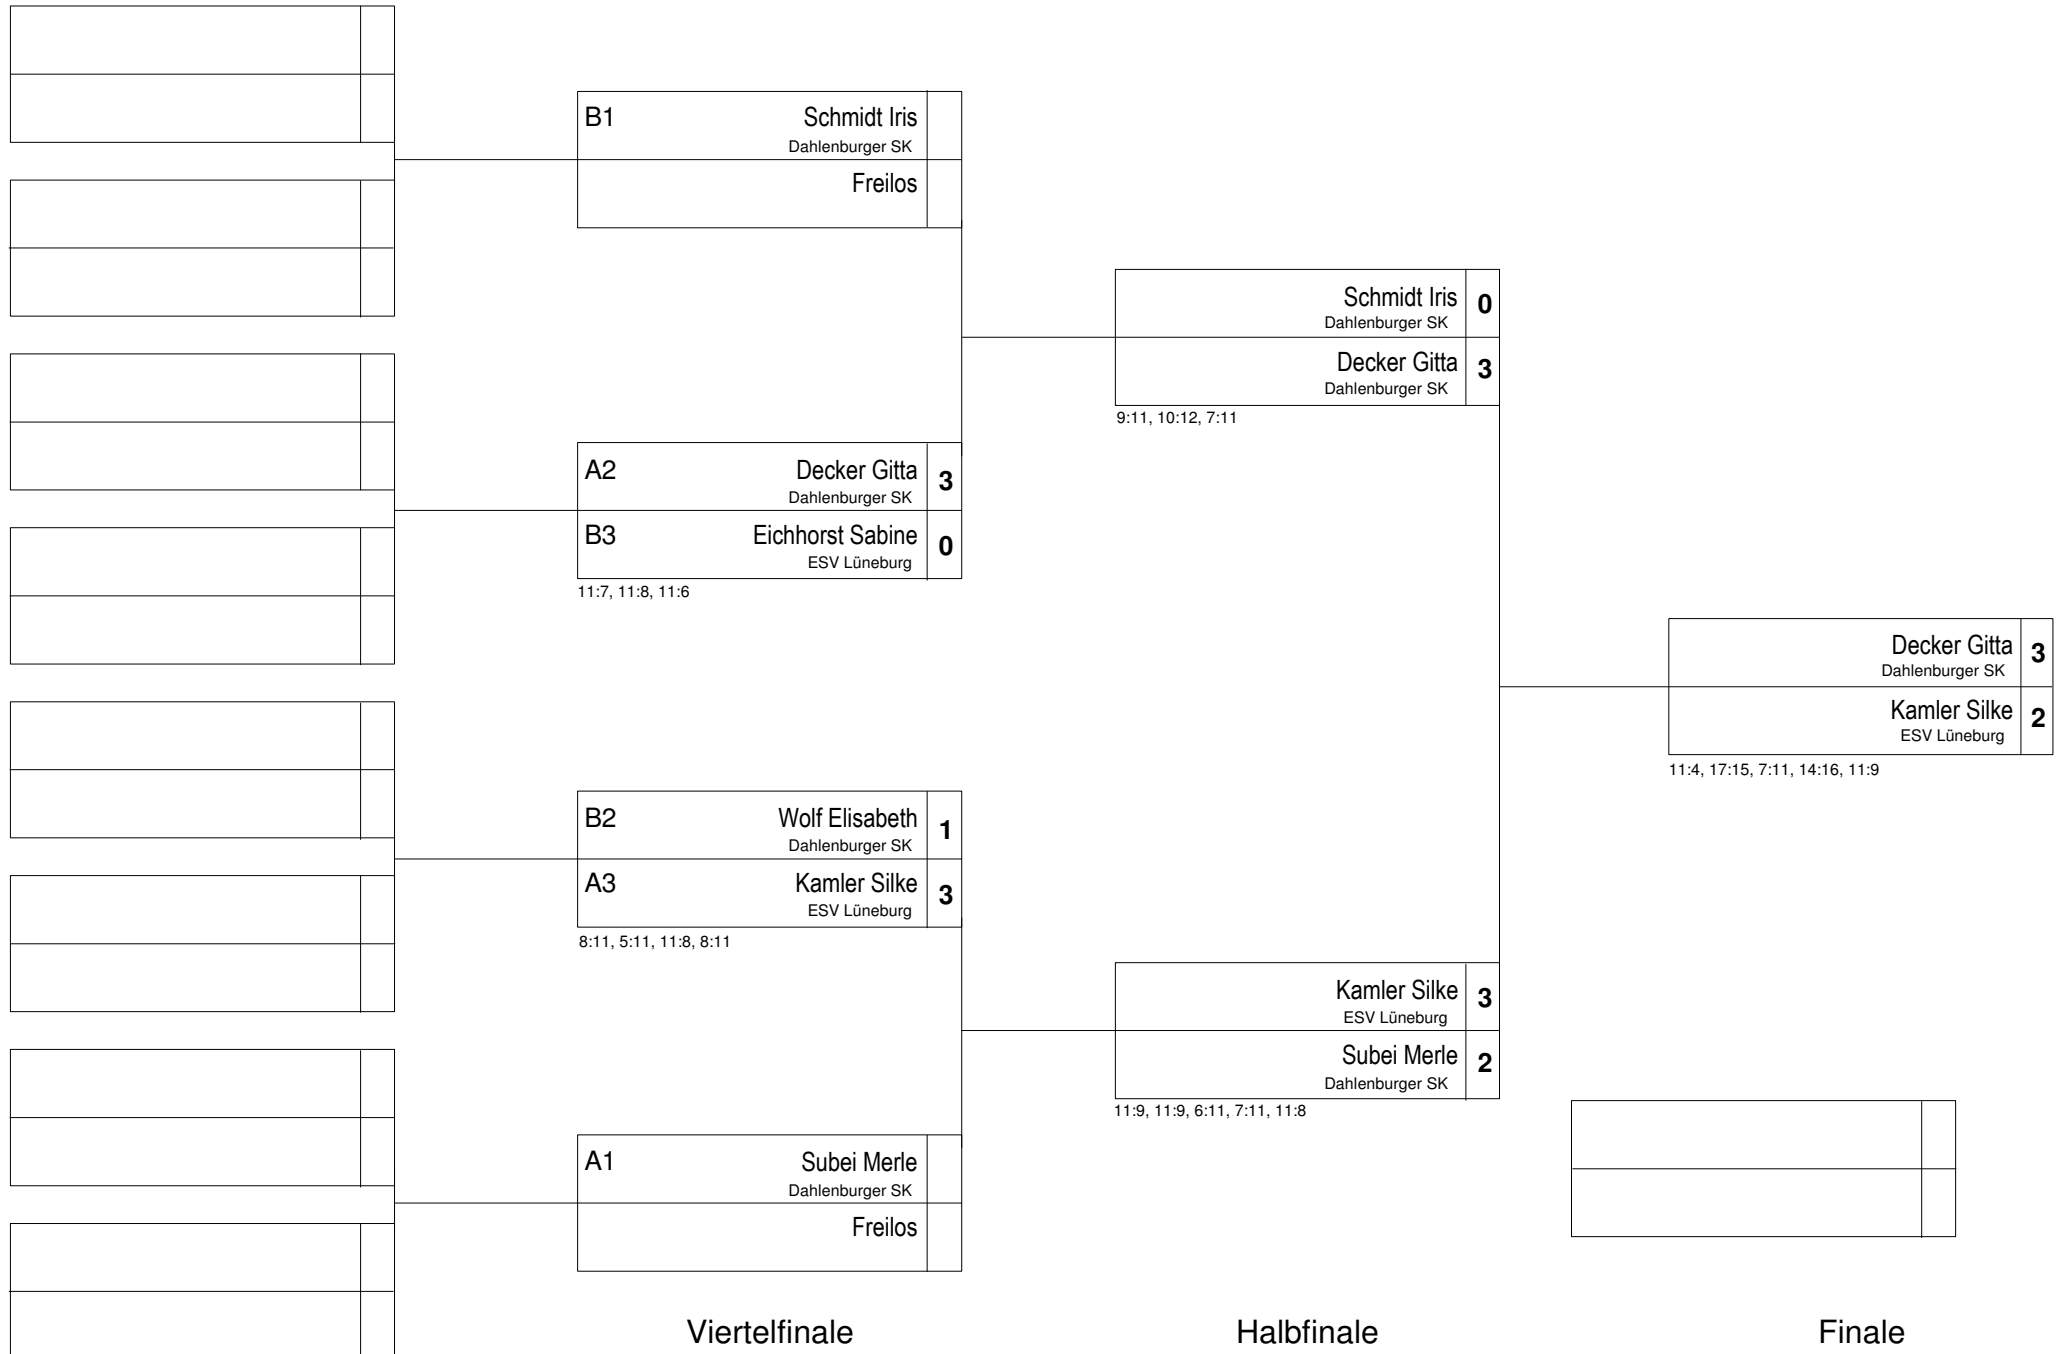 B1 Schmidt Iris
Dahlenburger SK
Freilos
A2 Decker Gitta 3
Dahlenburger SK
B3 Eichhorst Sabine 0
ESV Lüneburg
11:7, 11:8, 11:6
B2 Wolf Elisabeth 1
Dahlenburger SK
A3 Kamler Silke 3
ESV Lüneburg
8:11, 5:11, 11:8, 8:11
A1 Subei Merle
Dahlenburger SK
Freilos
Viertelfinale
Schmidt Iris 0
Dahlenburger SK
Decker Gitta 3
Dahlenburger SK
9:11, 10:12, 7:11
Kamler Silke 3
ESV Lüneburg
Subei Merle 2
Dahlenburger SK
11:9, 11:9, 6:11, 7:11, 11:8
Halbfinale
Decker Gitta 3
Dahlenburger SK
Kamler Silke 2
ESV Lüneburg
11:4, 17:15, 7:11, 14:16, 11:9
Finale